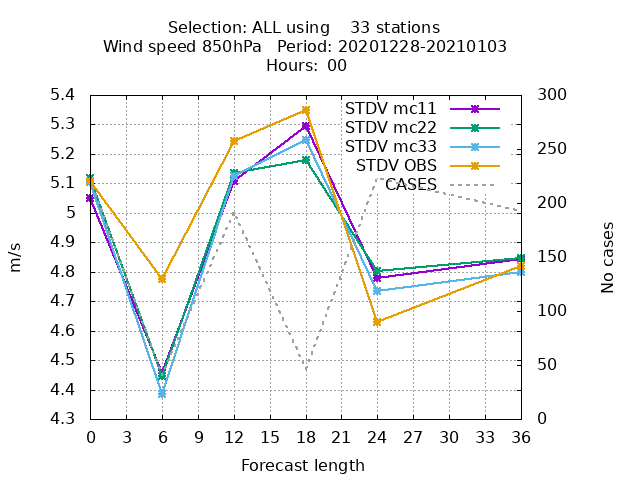 Selection: ALL using    33 stations
Wind speed 850hPa   Period: 20201228-20210103
Hours: 00
5.4
5.3
5.2
5.1
5
4.9
4.8
4.7
4.6
4.5
4.4
4.3
m/s
STDV mc11
STDV mc22
STDV mc33
STDV OBS
CASES
300
250
200
150
100
50
0
No cases
0 3 6 9 12 15 18 21 24 27 30 33 36
Forecast length